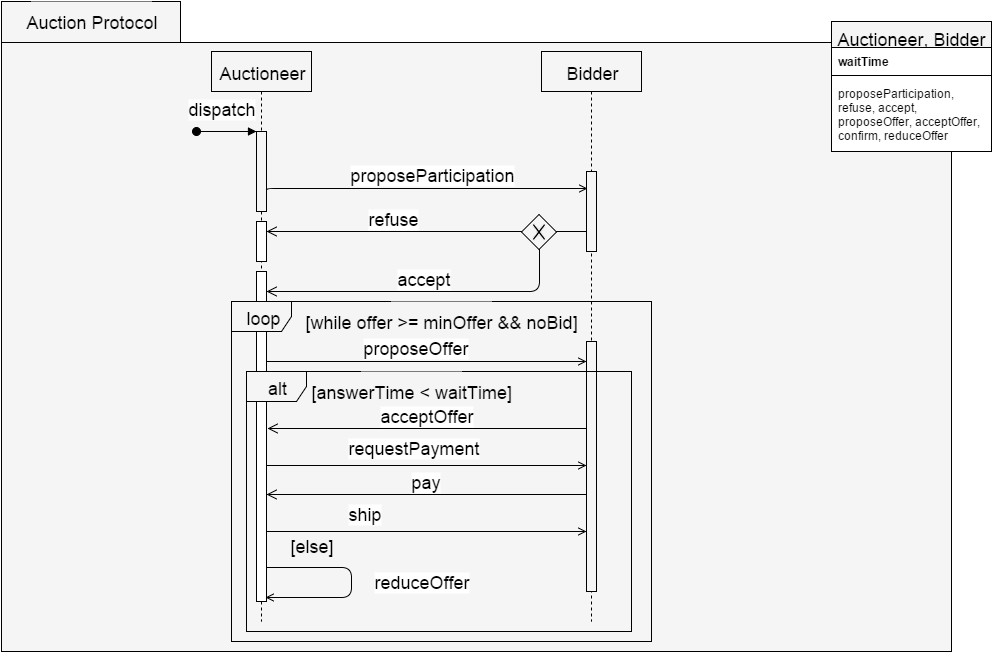 Auction Protocol
Auctioneer, Bidder
waitTime
proposeParticipation,
refuse, accept,
proposeOffer, acceptOffer,
confirm, reduceOffer
Auctioneer
Bidder
dispatch
proposeParticipation
refuse
X
accept
loop
[while offer >= minOffer && noBid]
proposeOffer
alt
[answerTime < waitTime]
acceptOffer
requestPayment
pay
ship
[else]
reduceOffer